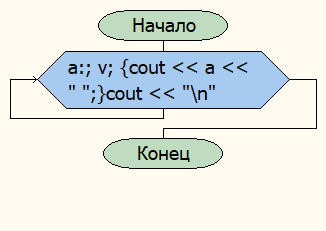 Начало
a:; v; {cout << a <<
" ";}cout << "\n"
Конец